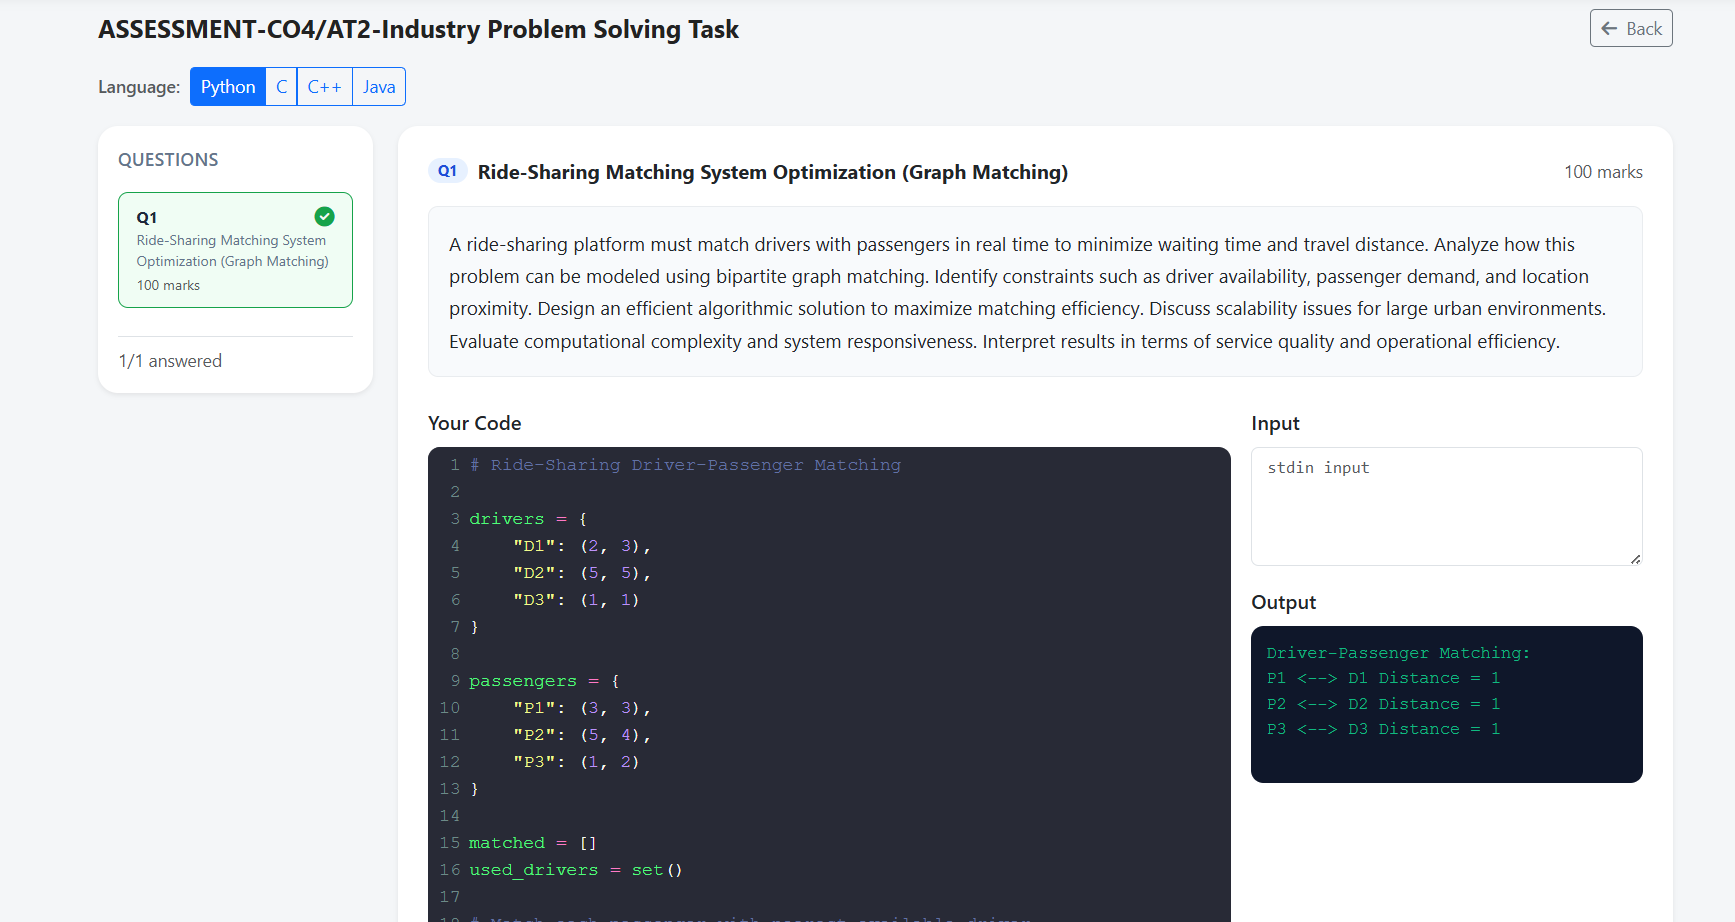 ASSESSMENT-CO4/AT2-Industry Problem Solving Task
Back
Language: Python C C++ Java
QUESTIONS
Q1
Ride-Sharing Matching System
Optimization (Graph Matching)
100 marks
1/1 answered
Q1 Ride-Sharing Matching System Optimization (Graph Matching)
100 marks
A ride-sharing platform must match drivers with passengers in real time to minimize waiting time and travel distance. Analyze how this
problem can be modeled using bipartite graph matching. Identify constraints such as driver availability, passenger demand, and location
proximity. Design an efficient algorithmic solution to maximize matching efficiency. Discuss scalability issues for large urban environments.
Evaluate computational complexity and system responsiveness. Interpret results in terms of service quality and operational efficiency.
Your Code
1 # Ride-Sharing Driver-Passenger Matching
2
3 drivers = {
4     "D1": (2, 3),
5     "D2": (5, 5),
6     "D3": (1, 1)
7 }
8
9 passengers = {
10     "P1": (3, 3),
11     "P2": (5, 4),
12     "P3": (1, 2)
13 }
14
15 matched = []
16 used_drivers = set()
17
18 # Match each passenger with nearest available driver
Input
stdin input
Output
Driver-Passenger Matching:
P1 <--> D1 Distance = 1
P2 <--> D2 Distance = 1
P3 <--> D3 Distance = 1